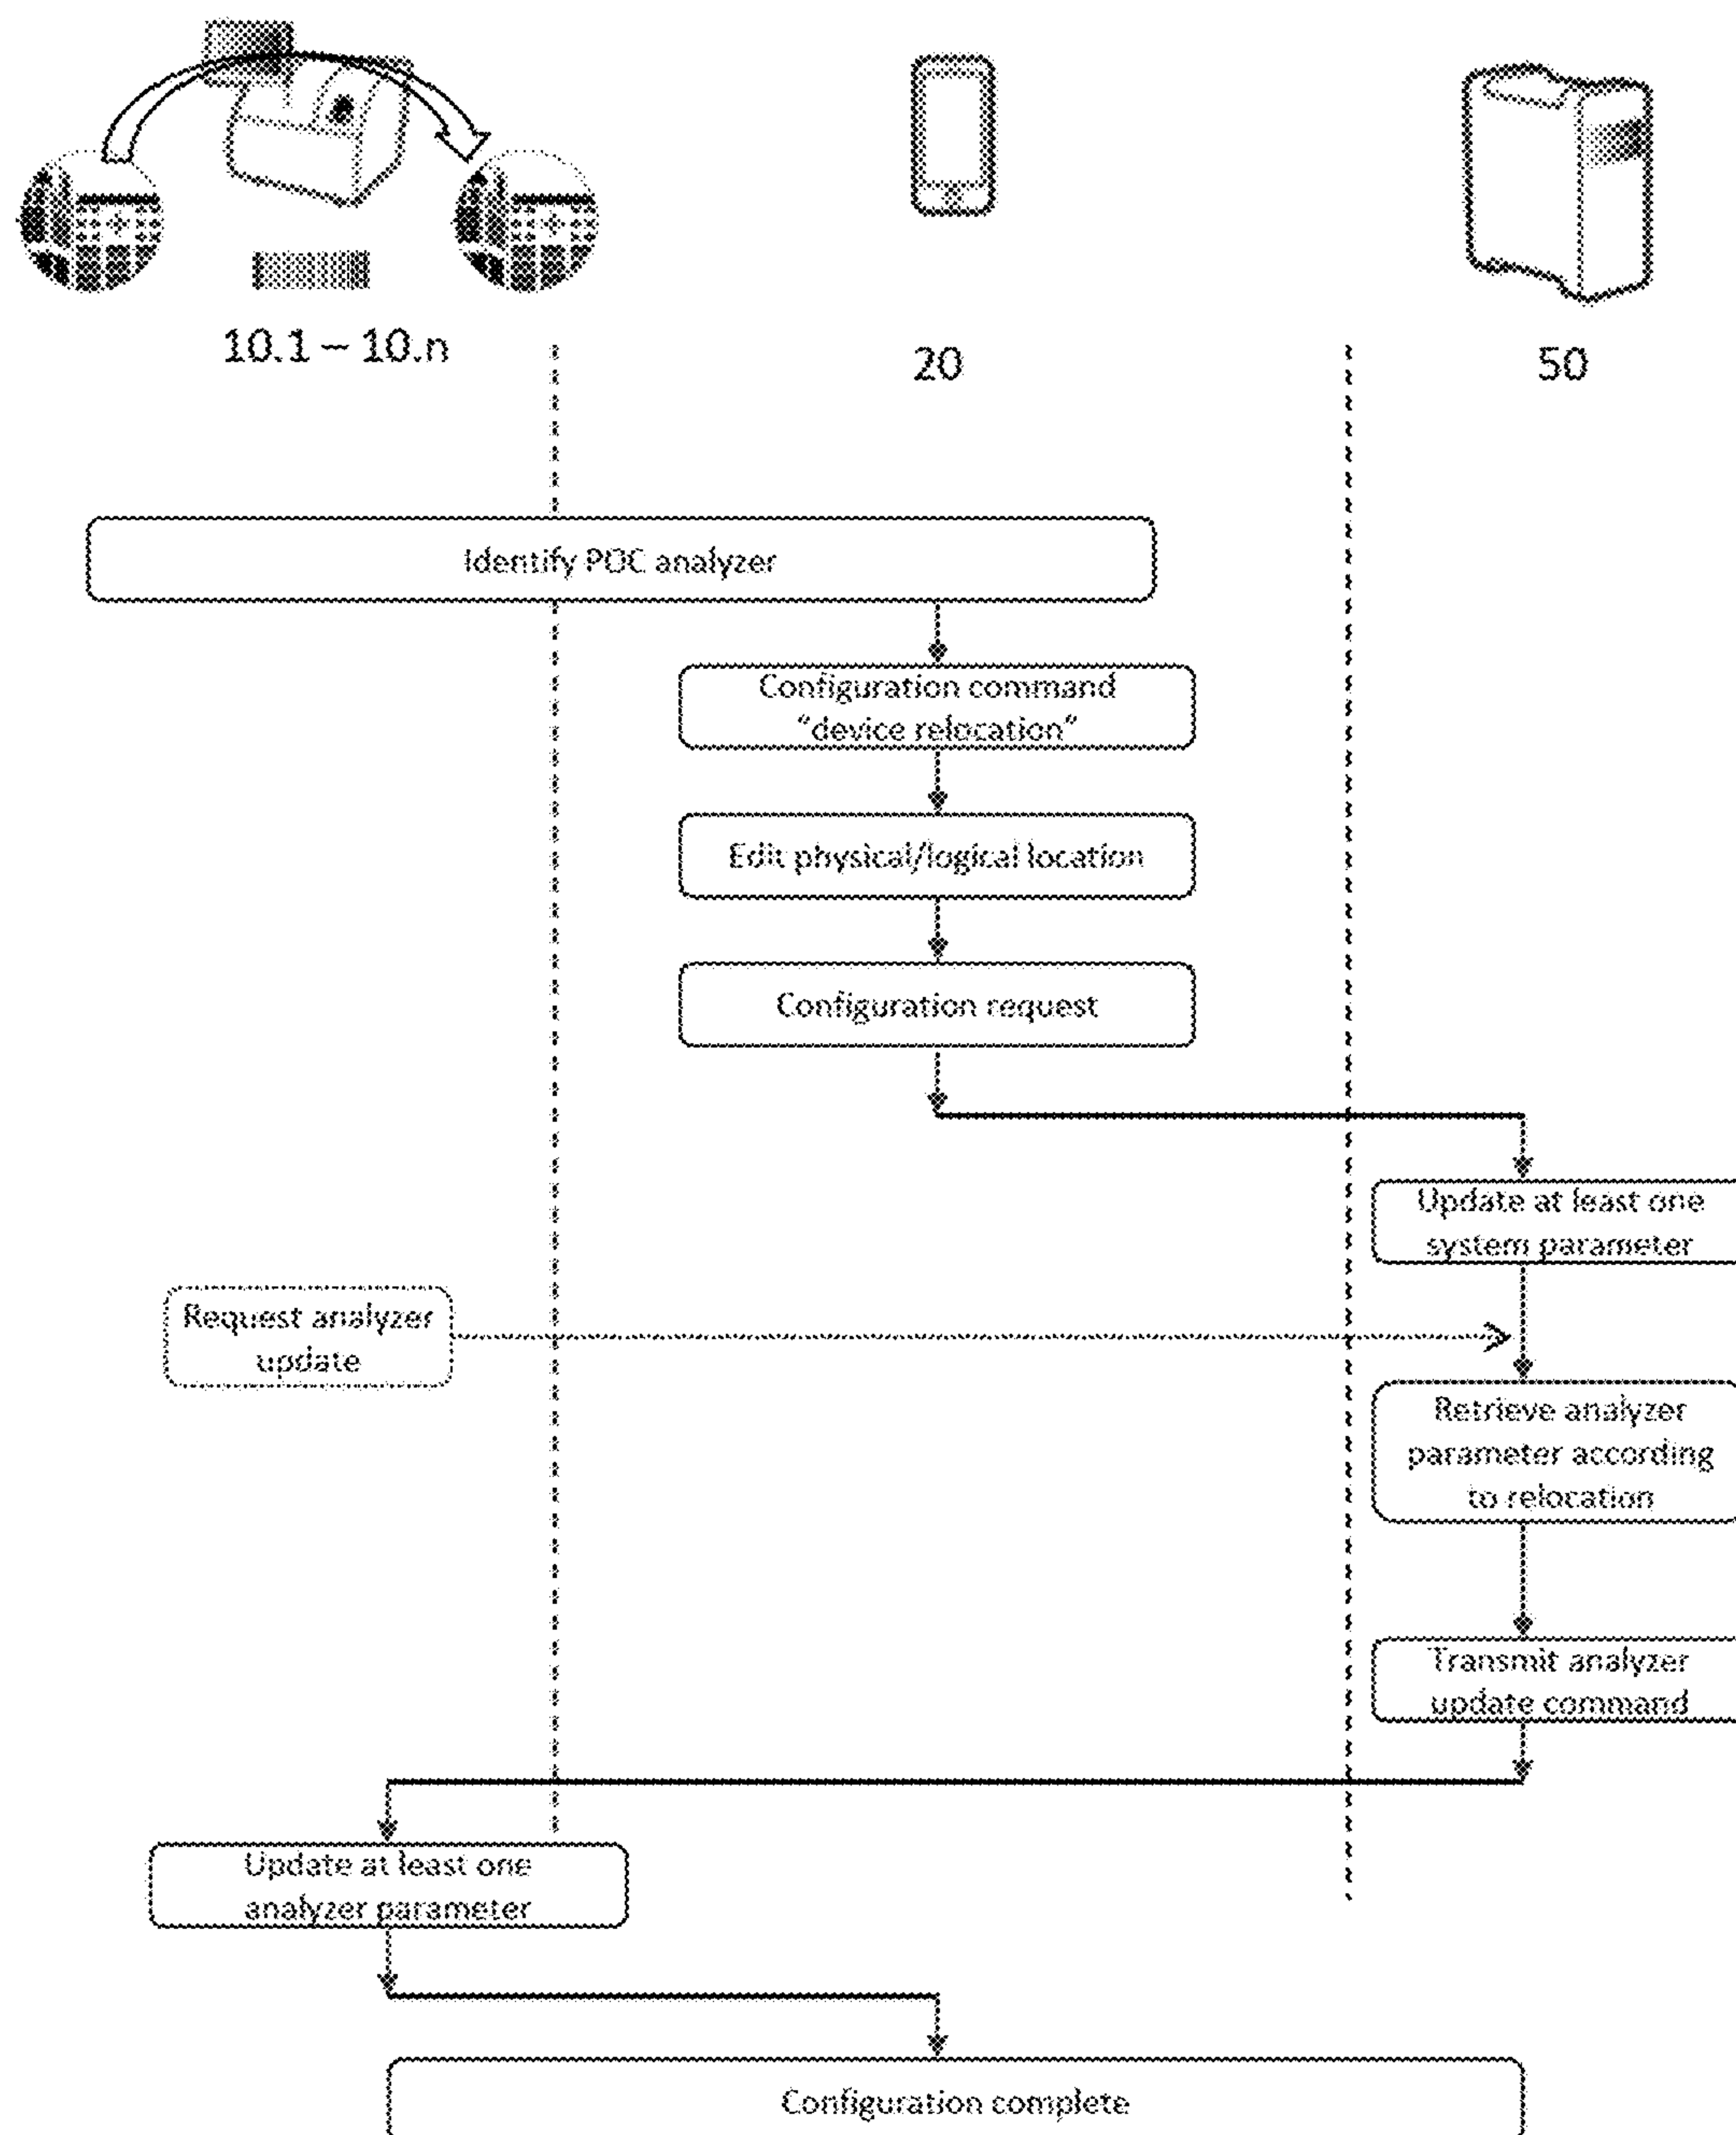 10.1 – 10.n
20
50
Identify POC analyzer
Configuration command
“device relocation”
Edit physical/logical location
Configuration request
Update at least one
system parameter
Request analyzer
update
Retrieve analyzer
parameter according
to relocation
Transmit analyzer
update command
Update at least one
analyzer parameter
Configuration complete